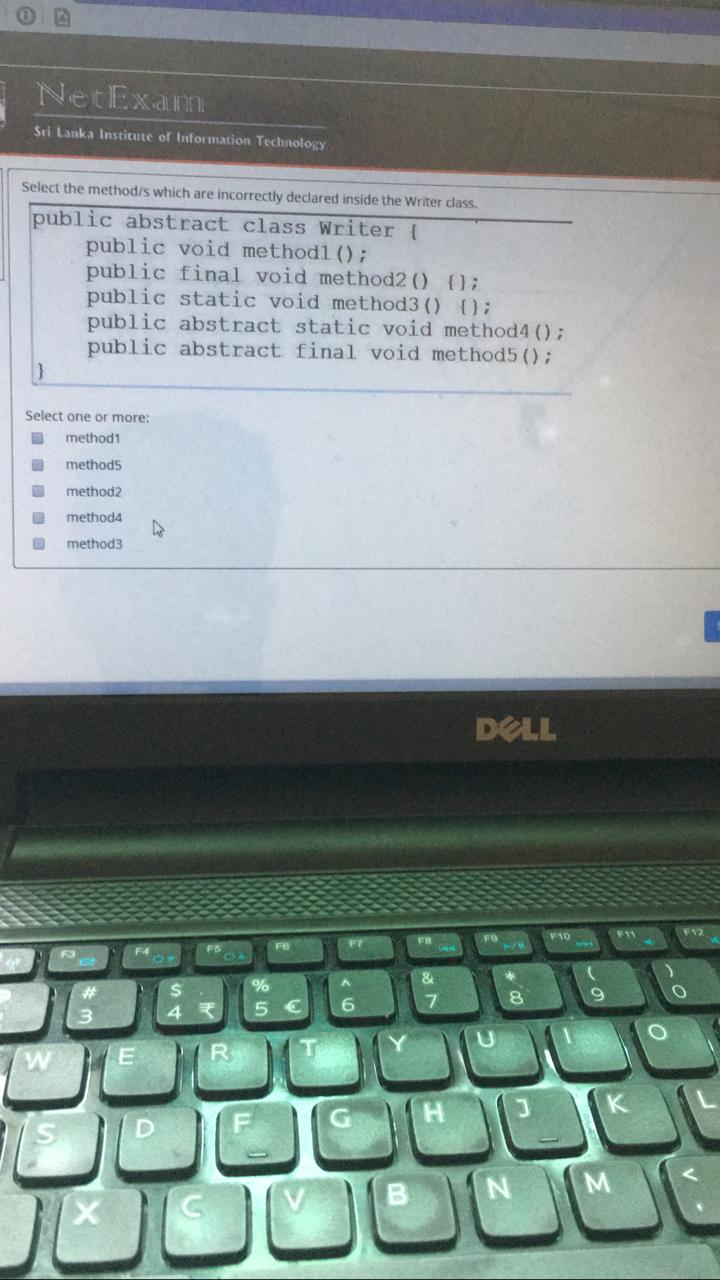 NetExam
Sri Lanka Institute of Information Technology
Select the method/s which are incorrectly declared inside the Writer class.
public abstract class Writer {
public void method1();
public final void method2() {};
public static void method3() {};
public abstract static void method4();
public abstract final void method5();
}
Select one or more:
method1
method5
method2
method4
method3
DELL
F3 F4 F5 F6 F7 F8 F9 F10 F11 F12
# $ % ^ & * ( )
3 4 ₹ 5 € 6 7 8 9 0
W E R T Y U I O
S D F G H J K L
X C V B N M <
,